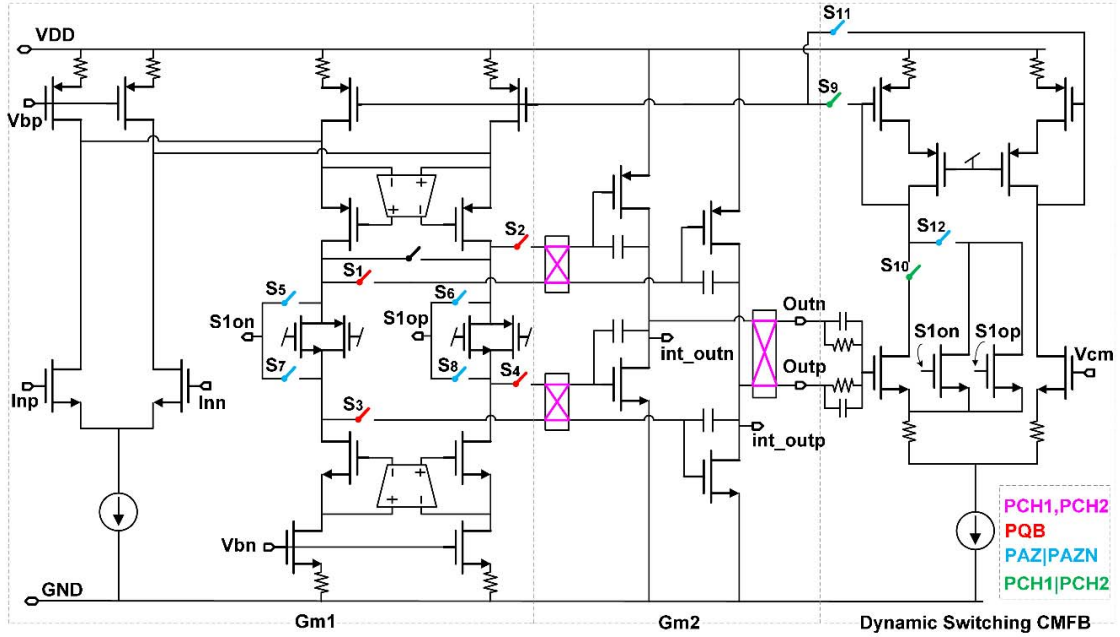 S11
VDD
S9
Vbp
S2
S12
S1
S10
S5
S6
Outn
S1on
S1op
S1on
S1op
int_outn
Vcm
S7
S8
S4
Outp
Inp
Inn
S3
int_outp
PCH1,PCH2
PQB
Vbn
PAZ|PAZN
PCH1|PCH2
GND
Gm1
Gm2
Dynamic Switching CMFB